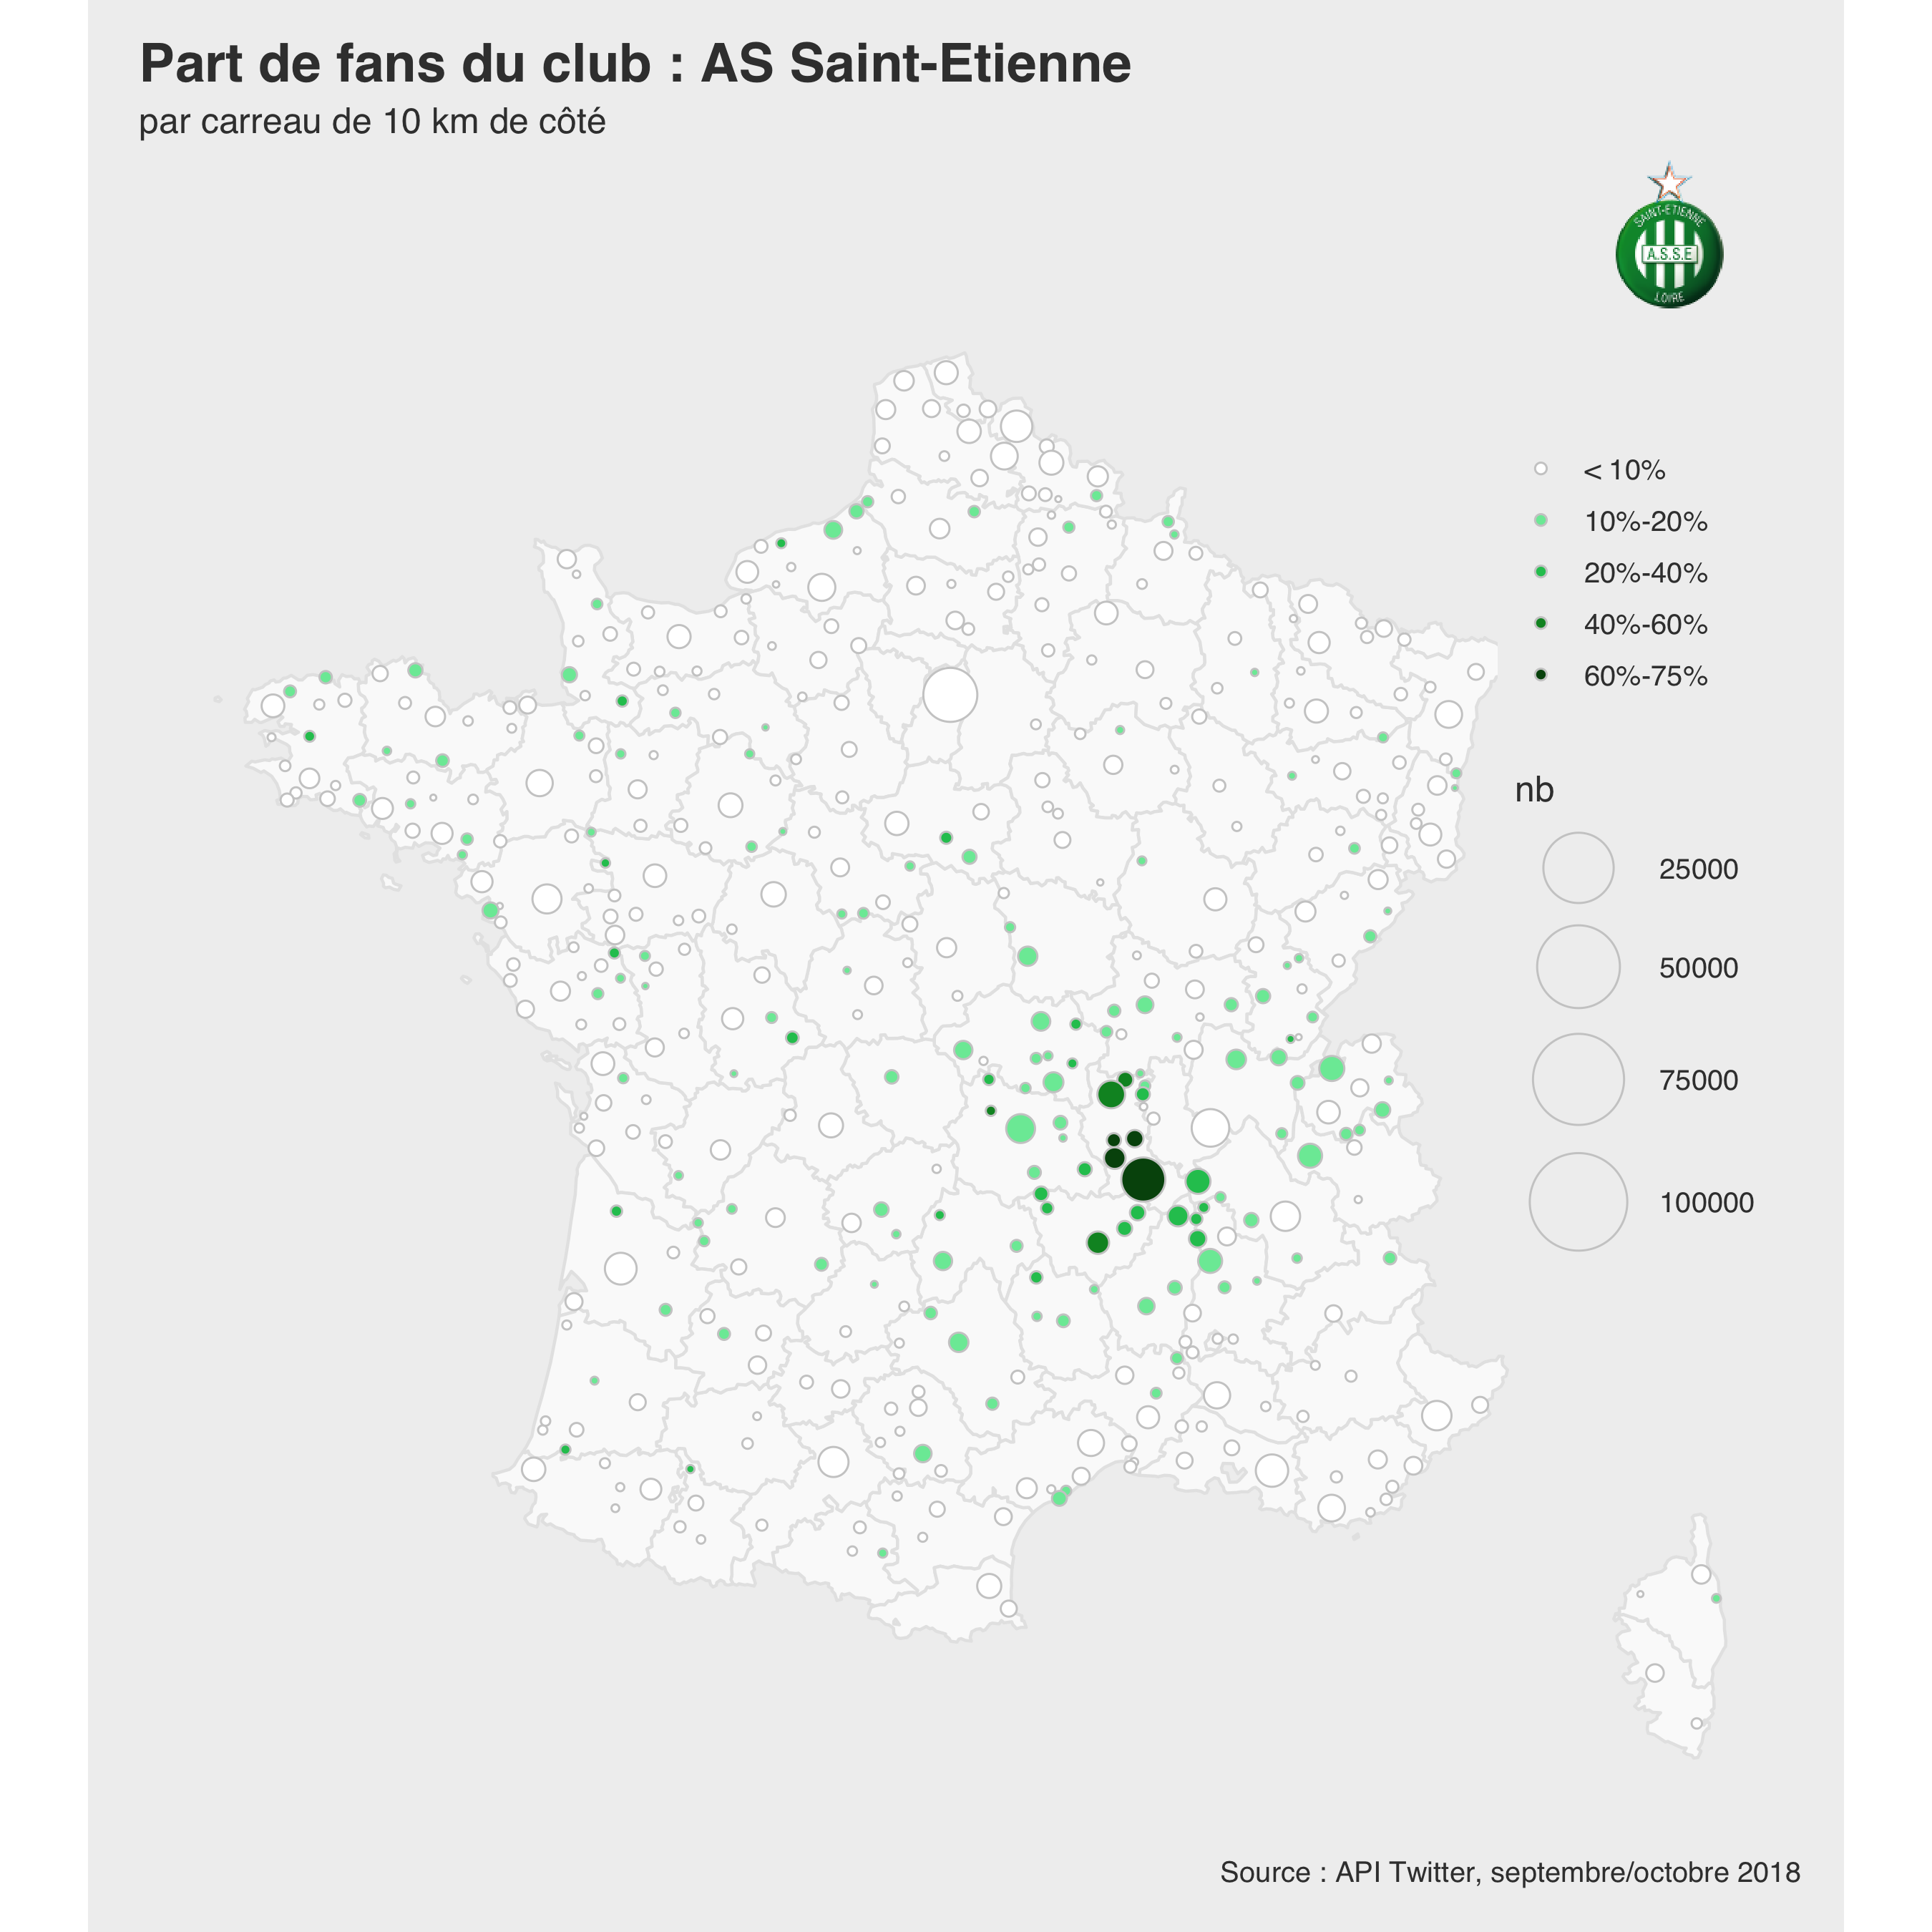 Part de fans du club : AS Saint-Etienne
par carreau de 10 km de côté
SAINT-ETIENNE
A.S.S.E
LOIRE
< 10%
10%-20%
20%-40%
40%-60%
60%-75%
nb
25000
50000
75000
100000
Source : API Twitter, septembre/octobre 2018